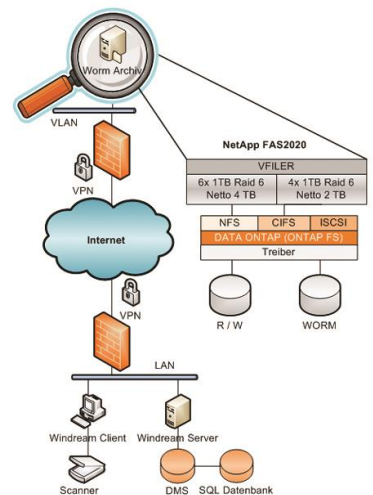 Worm Archiv
VLAN
VPN
Internet
VPN
LAN
Windream Client
Windream Server
Scanner
DMS
SQL Datenbank
NetApp FAS2020
VFILER
6x 1TB Raid 6
Netto 4 TB
4x 1TB Raid 6
Netto 2 TB
NFS
CIFS
ISCSI
DATA ONTAP (ONTAP FS)
Treiber
R / W
WORM